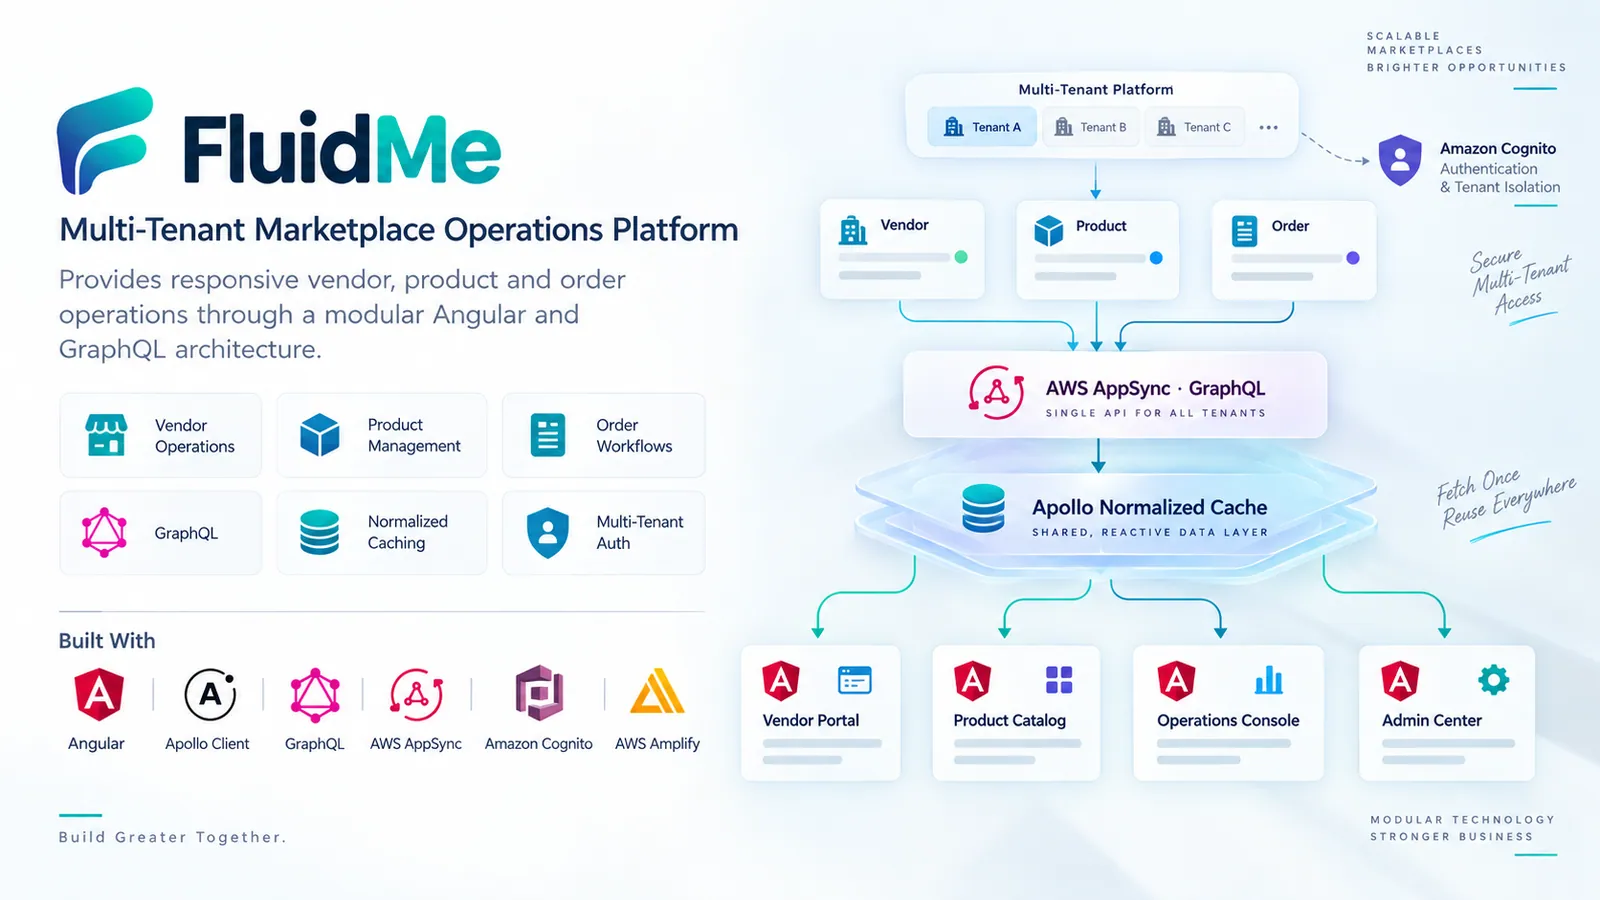 FluidMe
Multi-Tenant Marketplace Operations Platform
Provides responsive vendor, product and order
operations through a modular Angular and
GraphQL architecture.
Vendor
Operations
Product
Management
Order
Workflows
GraphQL
Normalized
Caching
Multi-Tenant
Auth
Built With
Angular
Apollo Client
GraphQL
AWS AppSync
Amazon Cognito
AWS Amplify
Build Greater Together.
SCALABLE
MARKETPLACES
BRIGHTER OPPORTUNITIES
Multi-Tenant Platform
Tenant A
Tenant B
Tenant C
Amazon Cognito
Authentication
& Tenant Isolation
Vendor
Product
Order
Secure
Multi-Tenant
Access
AWS AppSync · GraphQL
SINGLE API FOR ALL TENANTS
Apollo Normalized Cache
SHARED, REACTIVE DATA LAYER
Fetch Once
Reuse Everywhere
Vendor Portal
Product Catalog
Operations Console
Admin Center
MODULAR TECHNOLOGY
STRONGER BUSINESS